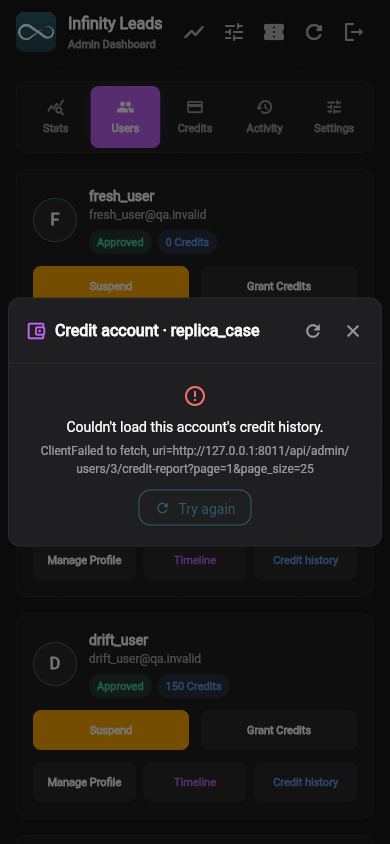 Infinity Leads
Admin Dashboard
Stats
Users
Credits
Activity
Settings
F
fresh_user
fresh_user@qa.invalid
Approved
0 Credits
Suspend
Grant Credits
Credit account · replica_case
Couldn't load this account's credit history.
ClientFailed to fetch, uri=http://127.0.0.1:8011/api/admin/
users/3/credit-report?page=1&page_size=25
Try again
Manage Profile
Timeline
Credit history
D
drift_user
drift_user@qa.invalid
Approved
150 Credits
Suspend
Grant Credits
Manage Profile
Timeline
Credit history